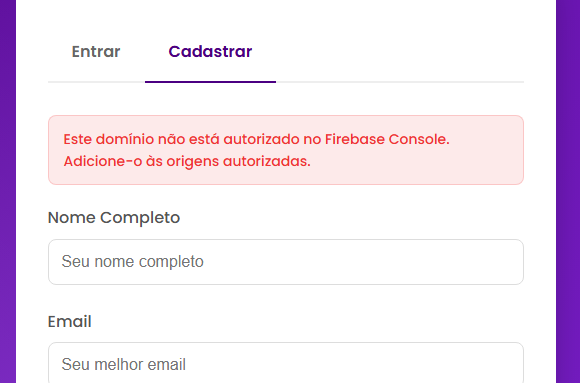 Entrar
Cadastrar
Este domínio não está autorizado no Firebase Console.
Adicione-o às origens autorizadas.
Nome Completo
Seu nome completo
Email
Seu melhor email